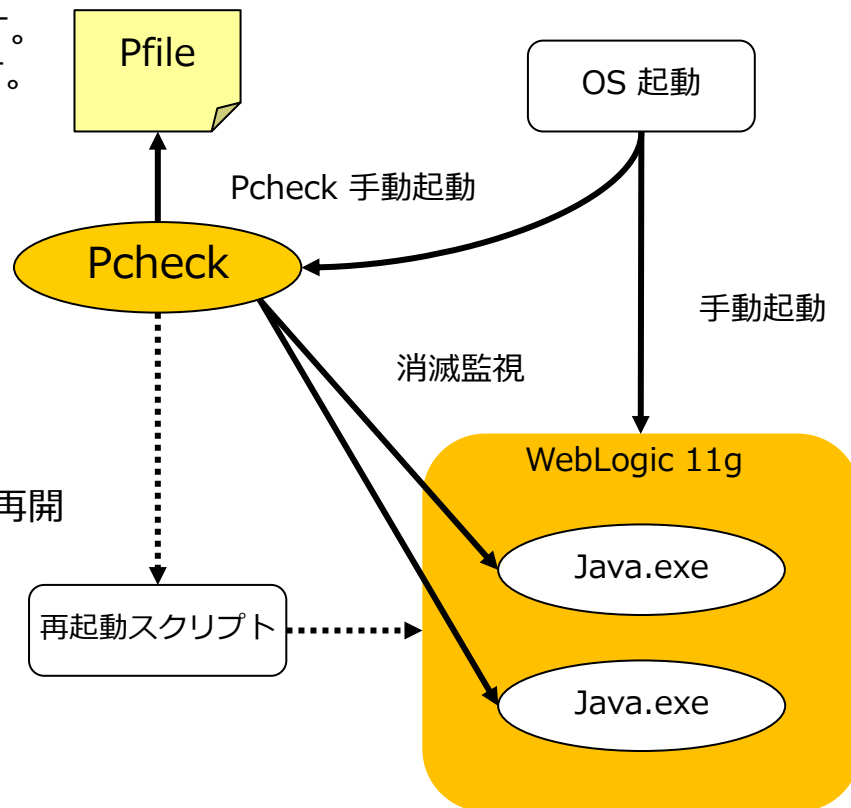 。
Pfile
。
OS 起動
Pcheck 手動起動
Pcheck
手動起動
消滅監視
WebLogic 11g
再開
Java.exe
再起動スクリプト
Java.exe